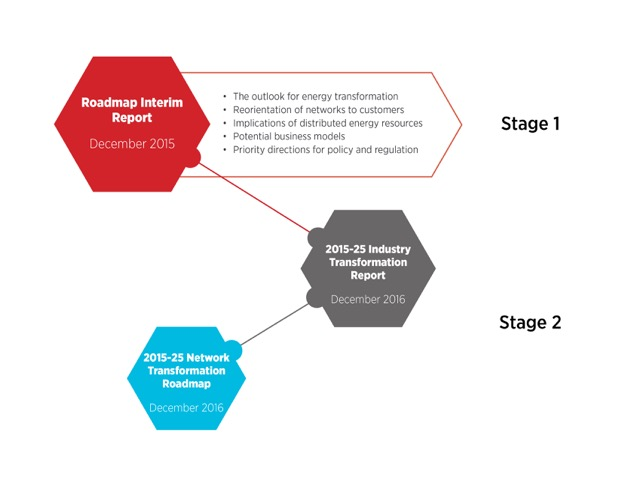 Roadmap Interim
Report
December 2015
• The outlook for energy transformation
• Reorientation of networks to customers
• Implications of distributed energy resources
• Potential business models
• Priority directions for policy and regulation
Stage 1
2015-25 Industry
Transformation
Report
December 2016
Stage 2
2015-25 Network
Transformation
Roadmap
December 2016